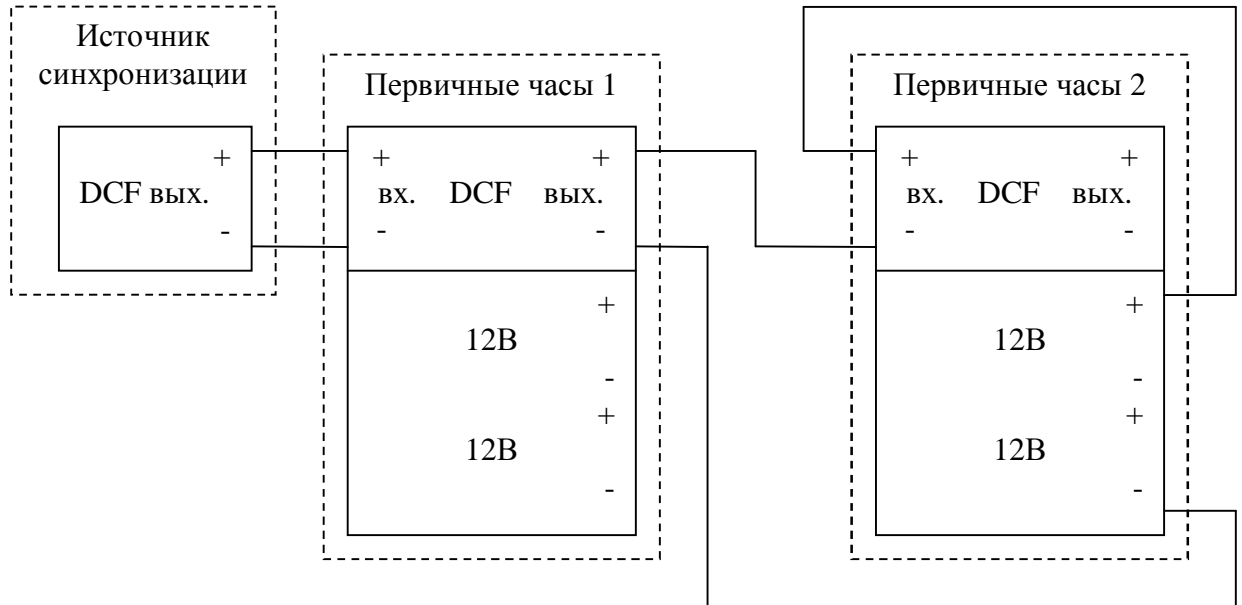 Источник
синхронизации
Первичные часы 1
Первичные часы 2
+
DCF вых.
-
+ +
вх. DCF вых.
- -
+
12В
-
+
12В
-
+ +
вх. DCF вых.
- -
+
12В
-
+
12В
-